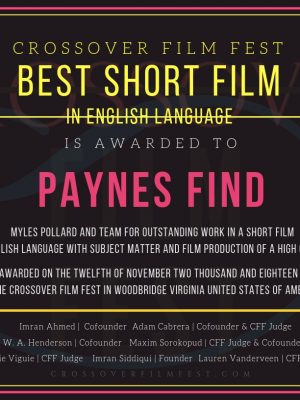 CROSSOVER FILM FEST
BEST SHORT FILM
IN ENGLISH LANGUAGE
IS AWARDED TO
PAYNES FIND
MYLES POLLARD AND TEAM FOR OUTSTANDING WORK IN A SHORT FILM
LISH LANGUAGE WITH SUBJECT MATTER AND FILM PRODUCTION OF A HIGH
AWARDED ON THE TWELFTH OF NOVEMBER TWO THOUSAND AND EIGHTEEN
E CROSSOVER FILM FEST IN WOODBRIDGE VIRGINIA UNITED STATES OF AM
Imran Ahmed | Cofounder Adam Cabrera | Cofounder & CFF Judge
W. A. Henderson | Cofounder Maxim Sorokopud | CFF Judge & Cofounde
ie Viguie | CFF Judge Imran Siddiqui | Founder Lauren Vanderveen | CFF
CROSSOVERFILMFEST.COM